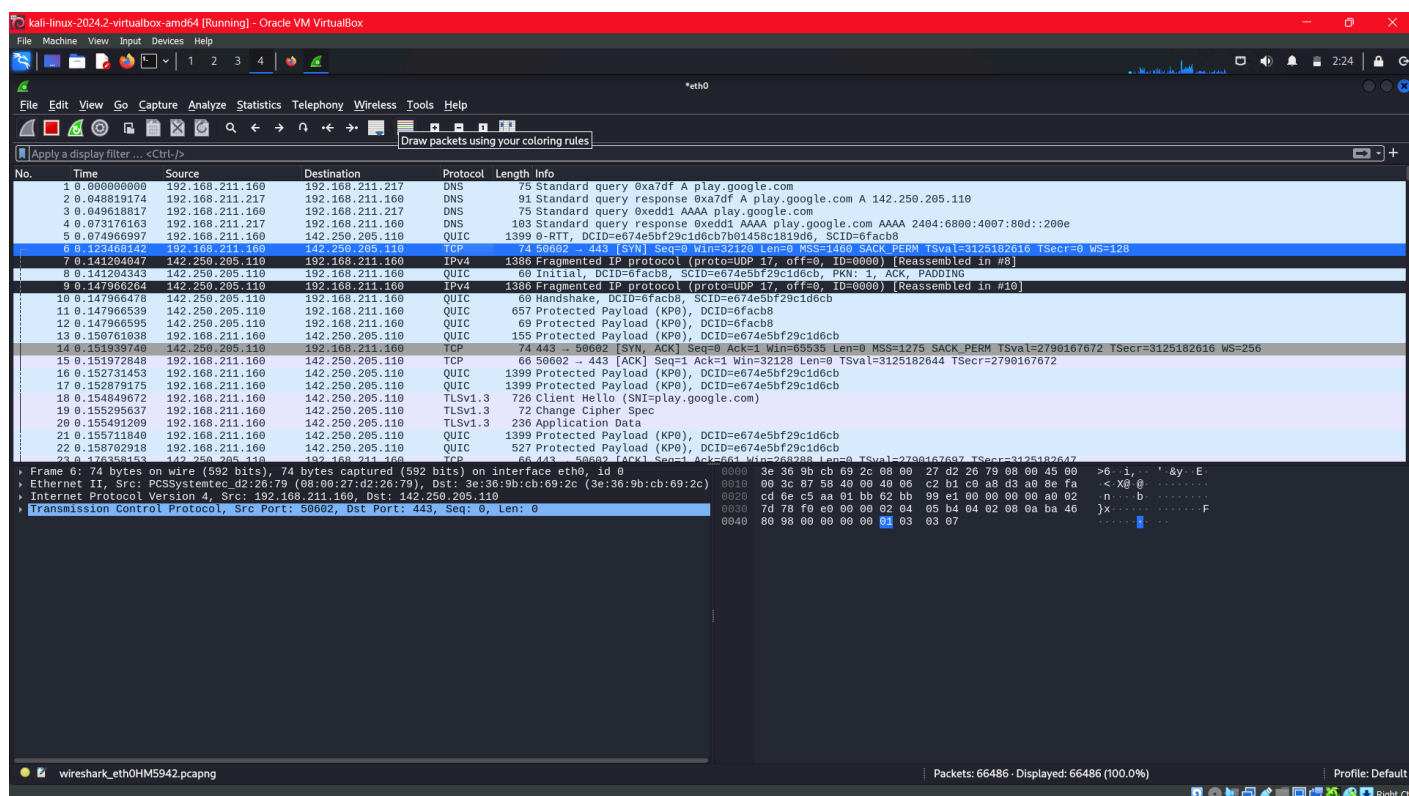 kali-linux-2024.2-virtualbox-amd64 [Running] - Oracle VM VirtualBox
File Machine View Input Devices Help
1 2 3 4 2:24
*eth0
File Edit View Go Capture Analyze Statistics Telephony Wireless Tools Help
Draw packets using your coloring rules
Apply a display filter ... <Ctrl-/>
No. Time Source Destination Protocol Length Info
1 0.000000000 192.168.211.160 192.168.211.217 DNS 75 Standard query 0xa7df A play.google.com
2 0.048819174 192.168.211.217 192.168.211.160 DNS 91 Standard query response 0xa7df A play.google.com A 142.250.205.110
3 0.049618817 192.168.211.160 192.168.211.217 DNS 75 Standard query 0xedd1 AAAA play.google.com
4 0.073176163 192.168.211.217 192.168.211.160 DNS 103 Standard query response 0xedd1 AAAA play.google.com AAAA 2404:6800:4007:80d::200e
5 0.074966997 192.168.211.160 142.250.205.110 QUIC 1399 0-RTT, DCID=e674e5bf29c1d6cb7b01458c1819d6, SCID=6facb8
6 0.123468142 192.168.211.160 142.250.205.110 TCP 74 50602 → 443 [SYN] Seq=0 Win=32120 Len=0 MSS=1460 SACK_PERM TSval=3125182616 TSecr=0 WS=128
7 0.141204047 142.250.205.110 192.168.211.160 IPv4 1386 Fragmented IP protocol (proto=UDP 17, off=0, ID=0000) [Reassembled in #8]
8 0.141204343 142.250.205.110 192.168.211.160 QUIC 60 Initial, DCID=6facb8, SCID=e674e5bf29c1d6cb, PKN: 1, ACK, PADDING
9 0.147966264 142.250.205.110 192.168.211.160 IPv4 1386 Fragmented IP protocol (proto=UDP 17, off=0, ID=0000) [Reassembled in #10]
10 0.147966478 142.250.205.110 192.168.211.160 QUIC 60 Handshake, DCID=6facb8, SCID=e674e5bf29c1d6cb
11 0.147966539 142.250.205.110 192.168.211.160 QUIC 657 Protected Payload (KP0), DCID=6facb8
12 0.147966595 142.250.205.110 192.168.211.160 QUIC 69 Protected Payload (KP0), DCID=6facb8
13 0.150761038 192.168.211.160 142.250.205.110 QUIC 155 Protected Payload (KP0), DCID=e674e5bf29c1d6cb
14 0.151939740 142.250.205.110 192.168.211.160 TCP 74 443 → 50602 [SYN, ACK] Seq=0 Ack=1 Win=65535 Len=0 MSS=1275 SACK_PERM TSval=2790167672 TSecr=3125182616 WS=256
15 0.151972848 192.168.211.160 142.250.205.110 TCP 66 50602 → 443 [ACK] Seq=1 Ack=1 Win=32128 Len=0 TSval=3125182644 TSecr=2790167672
16 0.152731453 192.168.211.160 142.250.205.110 QUIC 1399 Protected Payload (KP0), DCID=e674e5bf29c1d6cb
17 0.152879175 192.168.211.160 142.250.205.110 QUIC 1399 Protected Payload (KP0), DCID=e674e5bf29c1d6cb
18 0.154849672 192.168.211.160 142.250.205.110 TLSv1.3 726 Client Hello (SNI=play.google.com)
19 0.155295637 192.168.211.160 142.250.205.110 TLSv1.3 72 Change Cipher Spec
20 0.155491209 192.168.211.160 142.250.205.110 TLSv1.3 236 Application Data
21 0.155711840 192.168.211.160 142.250.205.110 QUIC 1399 Protected Payload (KP0), DCID=e674e5bf29c1d6cb
22 0.158702918 192.168.211.160 142.250.205.110 QUIC 527 Protected Payload (KP0), DCID=e674e5bf29c1d6cb
23 0.176358153 142.250.205.110 192.168.211.160 TCP 66 443 → 50602 [ACK] Seq=1 Ack=661 Win=268288 Len=0 TSval=2790167697 TSecr=3125182647
Frame 6: 74 bytes on wire (592 bits), 74 bytes captured (592 bits) on interface eth0, id 0
Ethernet II, Src: PCSSystemtec_d2:26:79 (08:00:27:d2:26:79), Dst: 3e:36:9b:cb:69:2c (3e:36:9b:cb:69:2c)
Internet Protocol Version 4, Src: 192.168.211.160, Dst: 142.250.205.110
Transmission Control Protocol, Src Port: 50602, Dst Port: 443, Seq: 0, Len: 0
0000 3e 36 9b cb 69 2c 08 00 27 d2 26 79 08 00 45 00 >6··i,·· '·&y··E·
0010 00 3c 87 58 40 00 40 06 c2 b1 c0 a8 d3 a0 8e fa ·<·X@·@· ········
0020 cd 6e c5 aa 01 bb 62 bb 99 e1 00 00 00 00 a0 02 ·n····b· ········
0030 7d 78 f0 e0 00 00 02 04 05 b4 04 02 08 0a ba 46 }x······ ·······F
0040 80 98 00 00 00 00 01 03 03 07 ········ ··
wireshark_eth0HM5942.pcapng
Packets: 66486 · Displayed: 66486 (100.0%)
Profile: Default